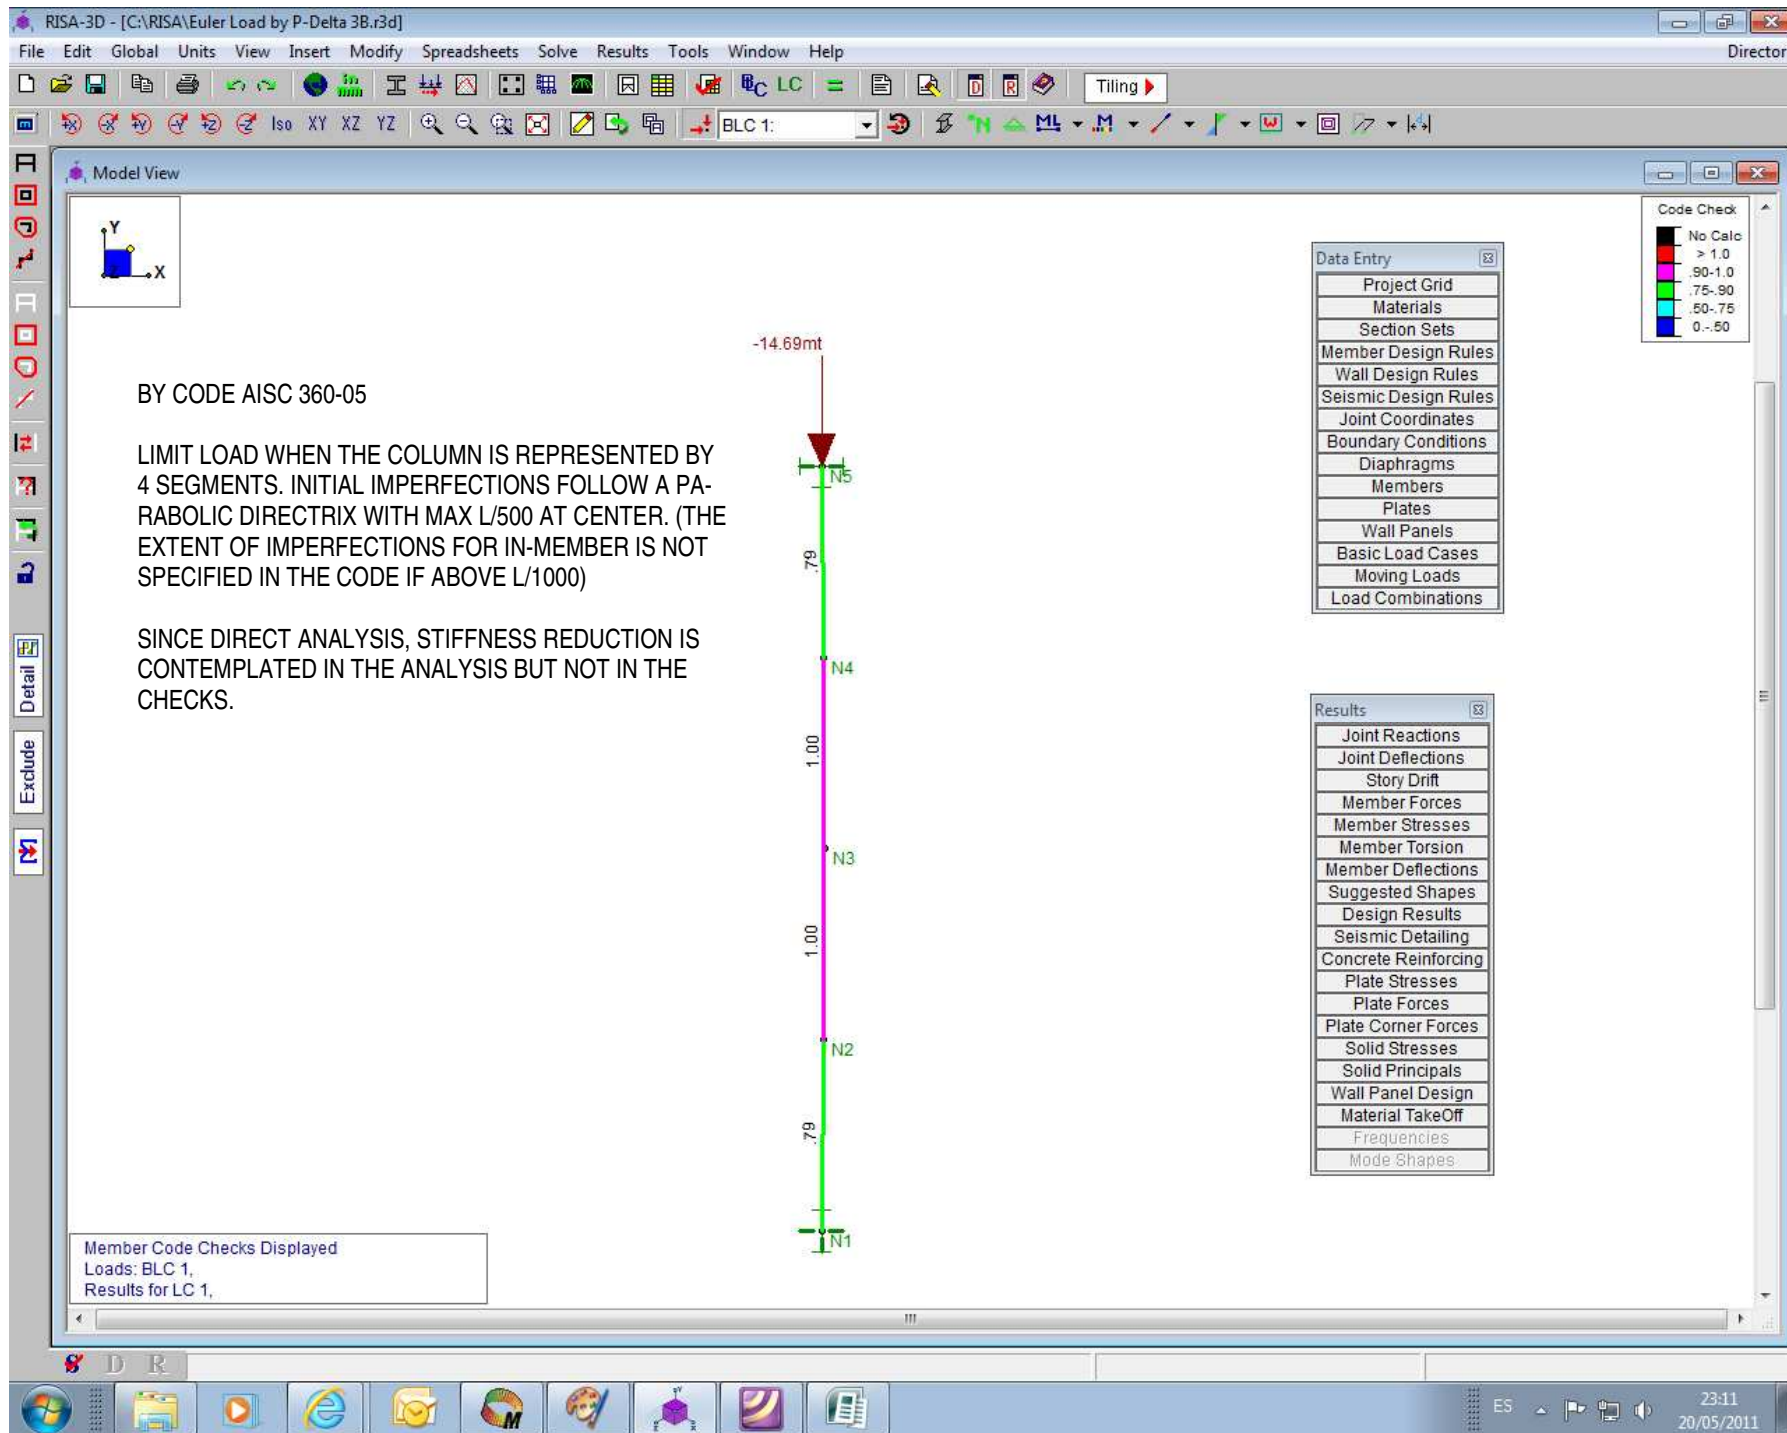 RISA-3D - [C:\RISA\Euler Load by P-Delta 3B.r3d]
File Edit Global Units View Insert Modify Spreadsheets Solve Results Tools Window Help Director
LC = D R Tiling
Iso XY XZ YZ BLC 1:
Model View
Y
Z X
Code Check
No Calc
> 1.0
.90-1.0
.75-.90
.50-.75
0.-.50
Data Entry
Project Grid
Materials
Section Sets
Member Design Rules
Wall Design Rules
Seismic Design Rules
Joint Coordinates
Boundary Conditions
Diaphragms
Members
Plates
Wall Panels
Basic Load Cases
Moving Loads
Load Combinations
-14.69mt
BY CODE AISC 360-05
LIMIT LOAD WHEN THE COLUMN IS REPRESENTED BY
4 SEGMENTS. INITIAL IMPERFECTIONS FOLLOW A PA-
RABOLIC DIRECTRIX WITH MAX L/500 AT CENTER. (THE
EXTENT OF IMPERFECTIONS FOR IN-MEMBER IS NOT
SPECIFIED IN THE CODE IF ABOVE L/1000)
SINCE DIRECT ANALYSIS, STIFFNESS REDUCTION IS
CONTEMPLATED IN THE ANALYSIS BUT NOT IN THE
CHECKS.
N5
.79
N4
1.00
N3
1.00
N2
.79
N1
Detail
Exclude
Results
Joint Reactions
Joint Deflections
Story Drift
Member Forces
Member Stresses
Member Torsion
Member Deflections
Suggested Shapes
Design Results
Seismic Detailing
Concrete Reinforcing
Plate Stresses
Plate Forces
Plate Corner Forces
Solid Stresses
Solid Principals
Wall Panel Design
Material TakeOff
Frequencies
Mode Shapes
Member Code Checks Displayed
Loads: BLC 1,
Results for LC 1,
S D R
ES
23:11
20/05/2011